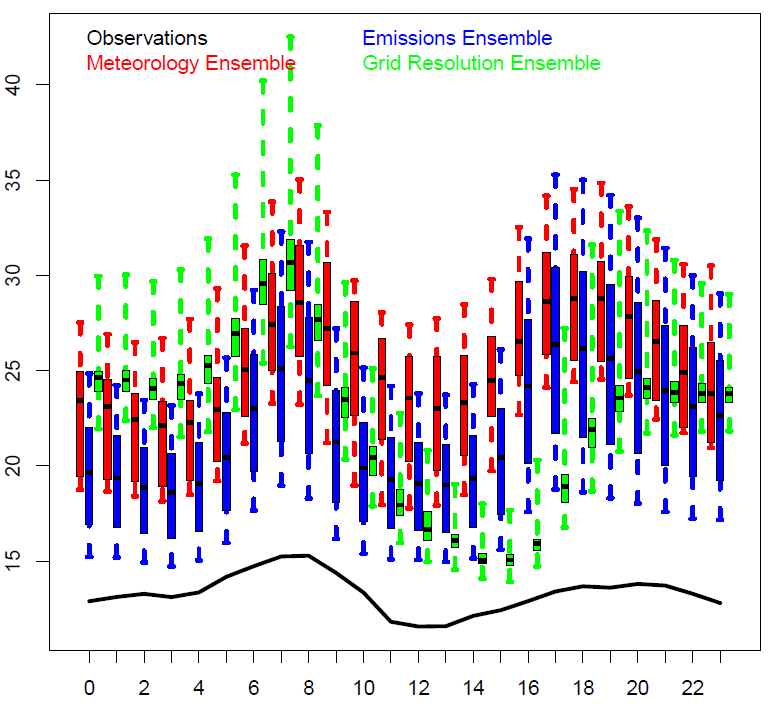 Observations Emissions Ensemble
Meteorology Ensemble Grid Resolution Ensemble
40
35
30
25
20
15
0 2 4 6 8 10 12 14 16 18 20 22